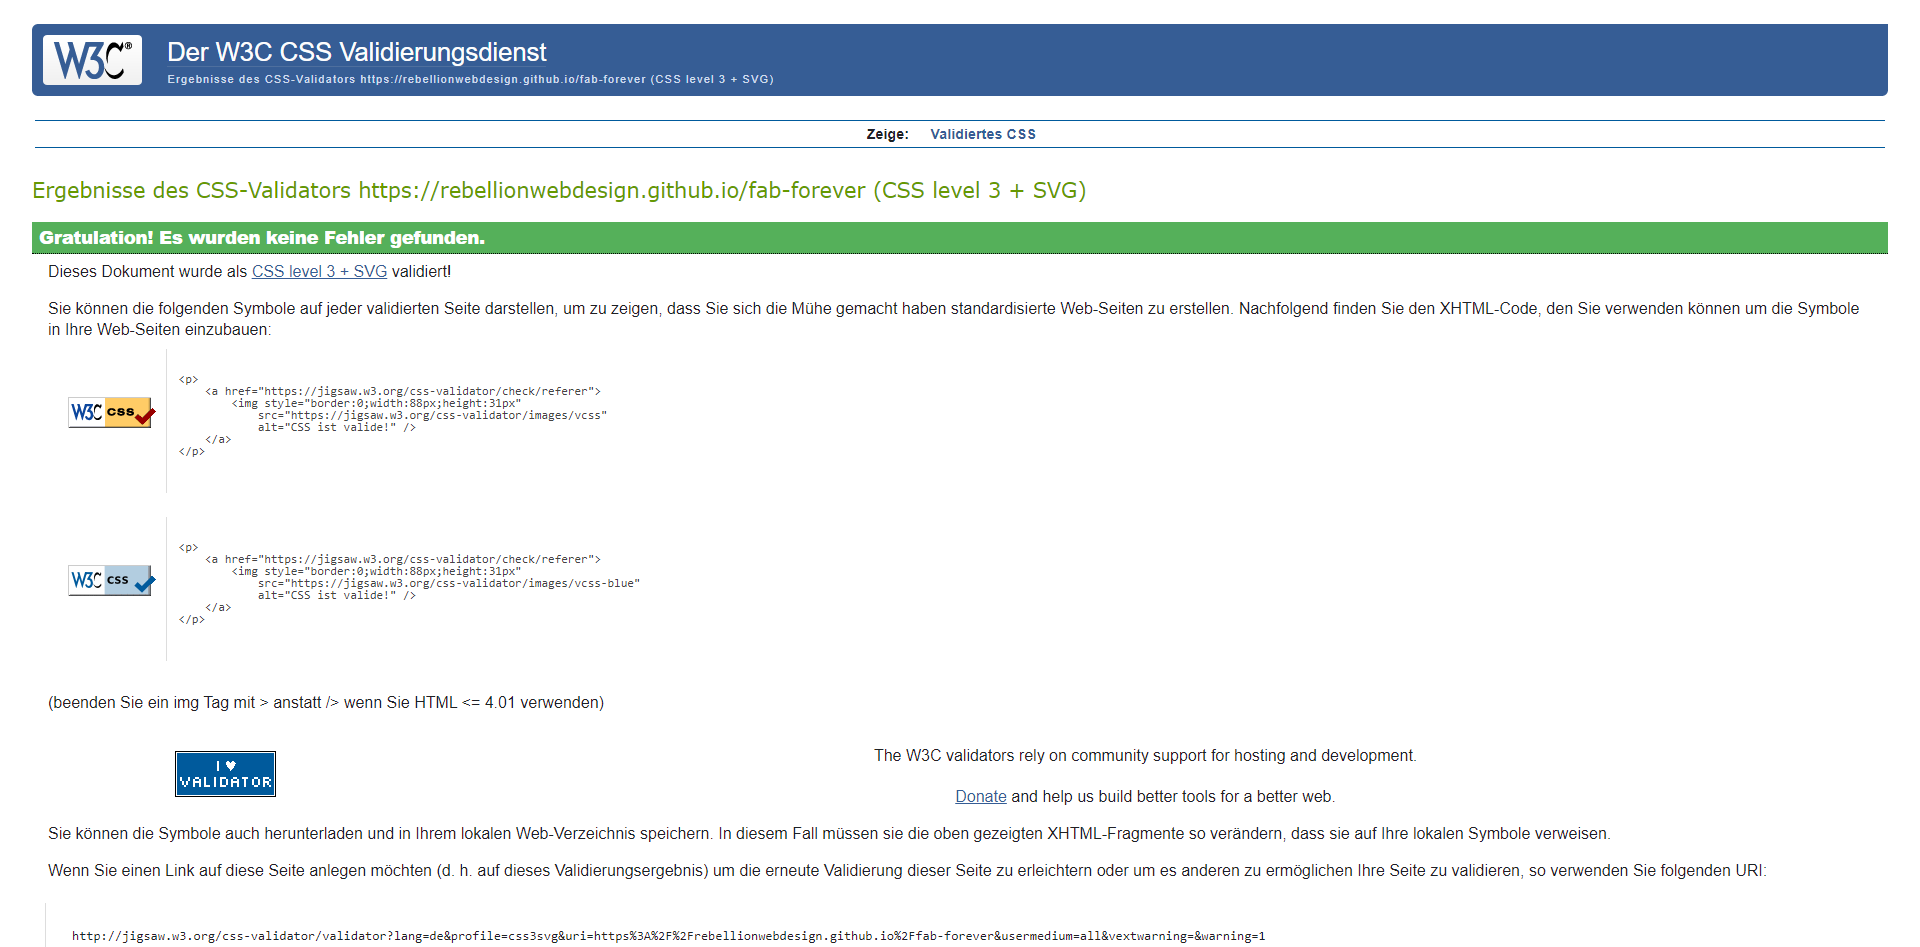 W3C® Der W3C CSS Validierungsdienst
Ergebnisse des CSS-Validators https://rebellionwebdesign.github.io/fab-forever (CSS level 3 + SVG)
Zeige: Validiertes CSS
Ergebnisse des CSS-Validators https://rebellionwebdesign.github.io/fab-forever (CSS level 3 + SVG)
Gratulation! Es wurden keine Fehler gefunden.
Dieses Dokument wurde als CSS level 3 + SVG validiert!
Sie können die folgenden Symbole auf jeder validierten Seite darstellen, um zu zeigen, dass Sie sich die Mühe gemacht haben standardisierte Web-Seiten zu erstellen. Nachfolgend finden Sie den XHTML-Code, den Sie verwenden können um die Symbole
in Ihre Web-Seiten einzubauen:
W3C css
<p>
<a href="https://jigsaw.w3.org/css-validator/check/referer">
<img style="border:0;width:88px;height:31px"
src="https://jigsaw.w3.org/css-validator/images/vcss"
alt="CSS ist valide!" />
</a>
</p>
W3C css
<p>
<a href="https://jigsaw.w3.org/css-validator/check/referer">
<img style="border:0;width:88px;height:31px"
src="https://jigsaw.w3.org/css-validator/images/vcss-blue"
alt="CSS ist valide!" />
</a>
</p>
(beenden Sie ein img Tag mit > anstatt /> wenn Sie HTML <= 4.01 verwenden)
I ♥
VALIDATOR
The W3C validators rely on community support for hosting and development.
Donate and help us build better tools for a better web.
Sie können die Symbole auch herunterladen und in Ihrem lokalen Web-Verzeichnis speichern. In diesem Fall müssen sie die oben gezeigten XHTML-Fragmente so verändern, dass sie auf Ihre lokalen Symbole verweisen.
Wenn Sie einen Link auf diese Seite anlegen möchten (d. h. auf dieses Validierungsergebnis) um die erneute Validierung dieser Seite zu erleichtern oder um es anderen zu ermöglichen Ihre Seite zu validieren, so verwenden Sie folgenden URI:
http://jigsaw.w3.org/css-validator/validator?lang=de&profile=css3svg&uri=https%3A%2F%2Frebellionwebdesign.github.io%2Ffab-forever&usermedium=all&vextwarning=&warning=1